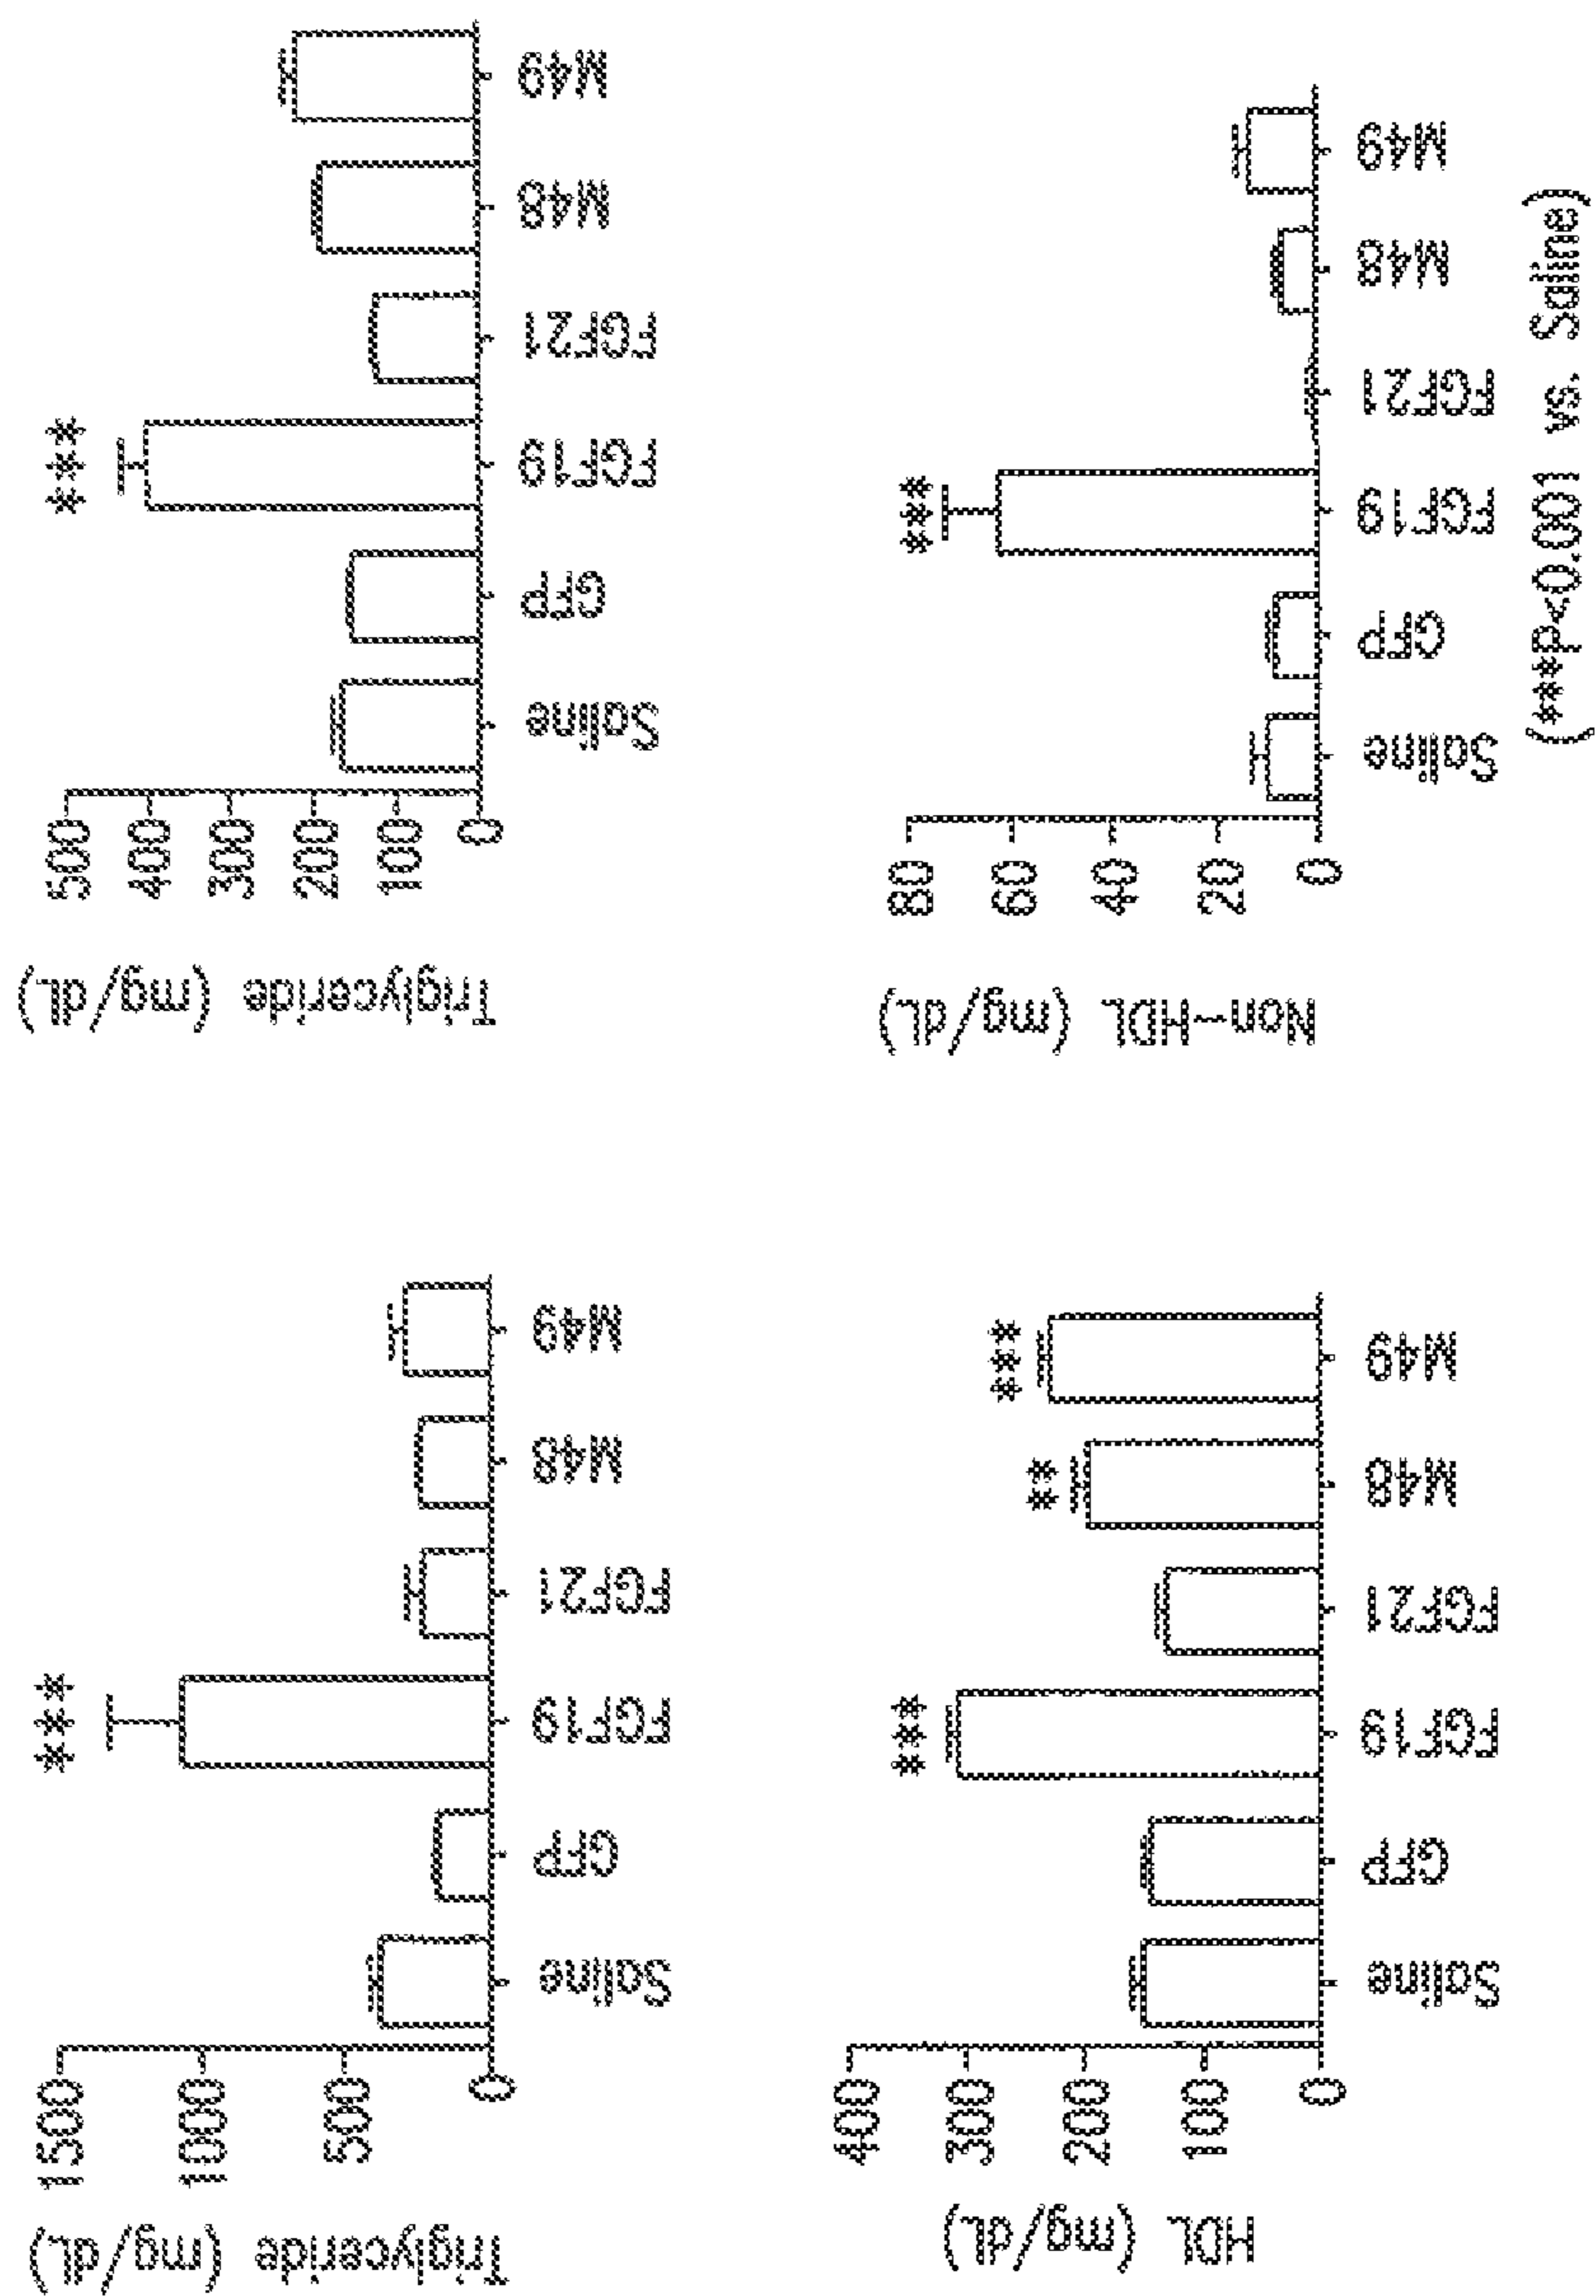 Triglyceride (mg/dL)
1500
1000
500
0
***
Saline
GFP
FGF19
FGF21
M48
M49
Triglyceride (mg/dL)
500
400
300
200
100
0
***
Saline
GFP
FGF19
FGF21
M48
M49
HDL (mg/dL)
400
300
200
100
0
***
**
***
Saline
GFP
FGF19
FGF21
M48
M49
Non-HDL (mg/dL)
80
60
40
20
0
***
Saline
GFP
FGF19
FGF21
M48
M49
(***P<0.001 vs. Saline)